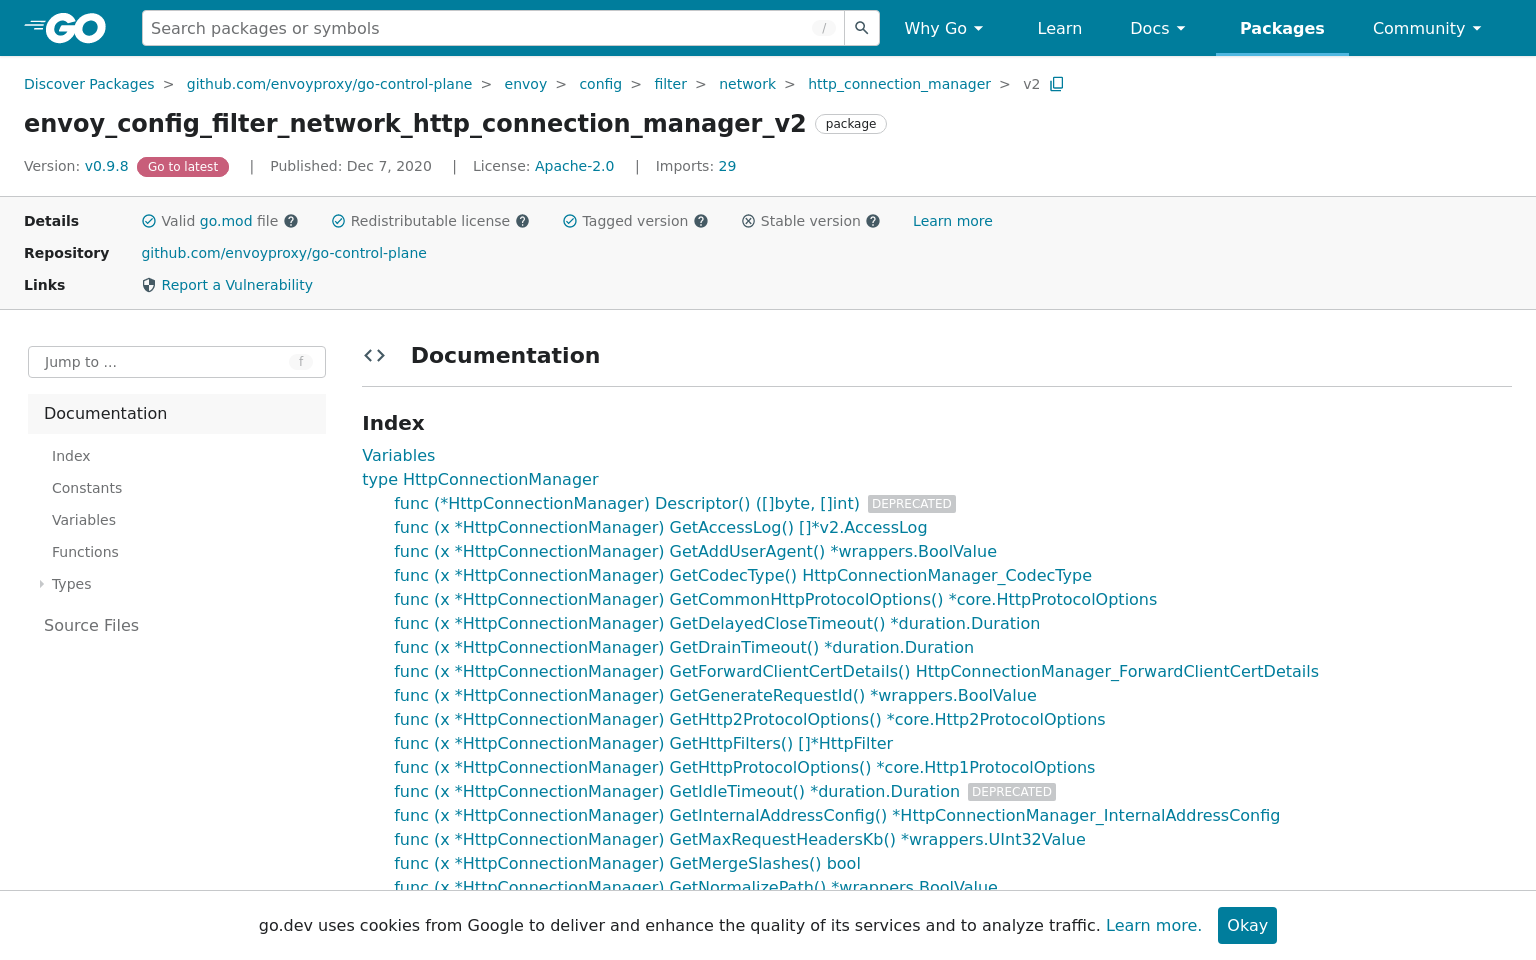 GO
Search packages or symbols /
Why Go Learn Docs Packages Community
Discover Packages > github.com/envoyproxy/go-control-plane > envoy > config > filter > network > http_connection_manager > v2
envoy_config_filter_network_http_connection_manager_v2 package
Version: v0.9.8 Go to latest | Published: Dec 7, 2020 | License: Apache-2.0 | Imports: 29
Details Valid go.mod file Redistributable license Tagged version Stable version Learn more
Repository github.com/envoyproxy/go-control-plane
Links Report a Vulnerability
Jump to ... f
Documentation
Index
Constants
Variables
Functions
Types
Source Files
Documentation
Index
Variables
type HttpConnectionManager
func (*HttpConnectionManager) Descriptor() ([]byte, []int) DEPRECATED
func (x *HttpConnectionManager) GetAccessLog() []*v2.AccessLog
func (x *HttpConnectionManager) GetAddUserAgent() *wrappers.BoolValue
func (x *HttpConnectionManager) GetCodecType() HttpConnectionManager_CodecType
func (x *HttpConnectionManager) GetCommonHttpProtocolOptions() *core.HttpProtocolOptions
func (x *HttpConnectionManager) GetDelayedCloseTimeout() *duration.Duration
func (x *HttpConnectionManager) GetDrainTimeout() *duration.Duration
func (x *HttpConnectionManager) GetForwardClientCertDetails() HttpConnectionManager_ForwardClientCertDetails
func (x *HttpConnectionManager) GetGenerateRequestId() *wrappers.BoolValue
func (x *HttpConnectionManager) GetHttp2ProtocolOptions() *core.Http2ProtocolOptions
func (x *HttpConnectionManager) GetHttpFilters() []*HttpFilter
func (x *HttpConnectionManager) GetHttpProtocolOptions() *core.Http1ProtocolOptions
func (x *HttpConnectionManager) GetIdleTimeout() *duration.Duration DEPRECATED
func (x *HttpConnectionManager) GetInternalAddressConfig() *HttpConnectionManager_InternalAddressConfig
func (x *HttpConnectionManager) GetMaxRequestHeadersKb() *wrappers.UInt32Value
func (x *HttpConnectionManager) GetMergeSlashes() bool
func (x *HttpConnectionManager) GetNormalizePath() *wrappers.BoolValue
go.dev uses cookies from Google to deliver and enhance the quality of its services and to analyze traffic. Learn more. Okay